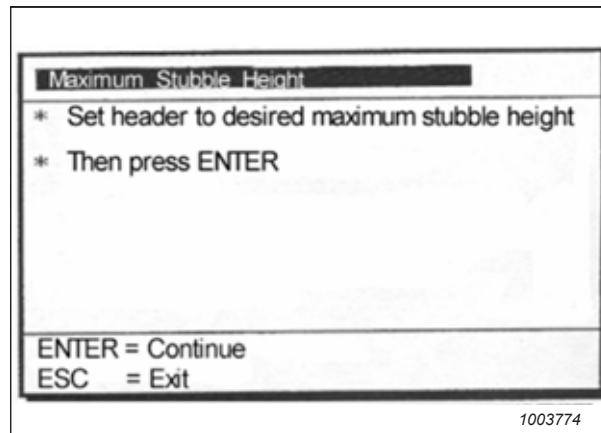 Maximum Stubble Height
* Set header to desired maximum stubble height
* Then press ENTER
ENTER = Continue
ESC = Exit
1003774